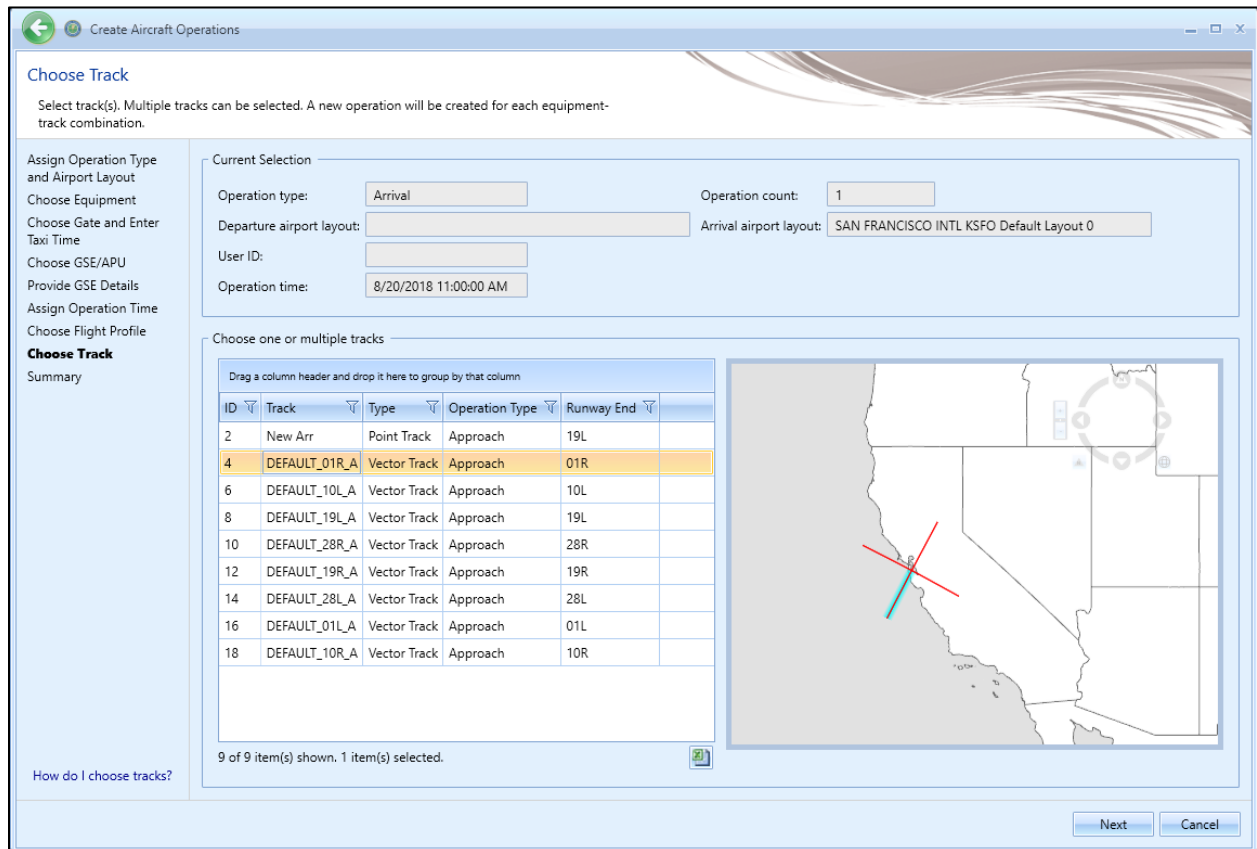 Create Aircraft Operations
Choose Track
Select track(s). Multiple tracks can be selected. A new operation will be created for each equipment-
track combination.
Assign Operation Type
and Airport Layout
Choose Equipment
Choose Gate and Enter
Taxi Time
Choose GSE/APU
Provide GSE Details
Assign Operation Time
Choose Flight Profile
Choose Track
Summary
How do I choose tracks?
Current Selection
Operation type: Arrival Operation count: 1
Departure airport layout: Arrival airport layout: SAN FRANCISCO INTL KSFO Default Layout 0
User ID:
Operation time: 8/20/2018 11:00:00 AM
Choose one or multiple tracks
Drag a column header and drop it here to group by that column
ID Track Type Operation Type Runway End
2 New Arr Point Track Approach 19L
4 DEFAULT_01R_A Vector Track Approach 01R
6 DEFAULT_10L_A Vector Track Approach 10L
8 DEFAULT_19L_A Vector Track Approach 19L
10 DEFAULT_28R_A Vector Track Approach 28R
12 DEFAULT_19R_A Vector Track Approach 19R
14 DEFAULT_28L_A Vector Track Approach 28L
16 DEFAULT_01L_A Vector Track Approach 01L
18 DEFAULT_10R_A Vector Track Approach 10R
9 of 9 item(s) shown. 1 item(s) selected.
Next Cancel